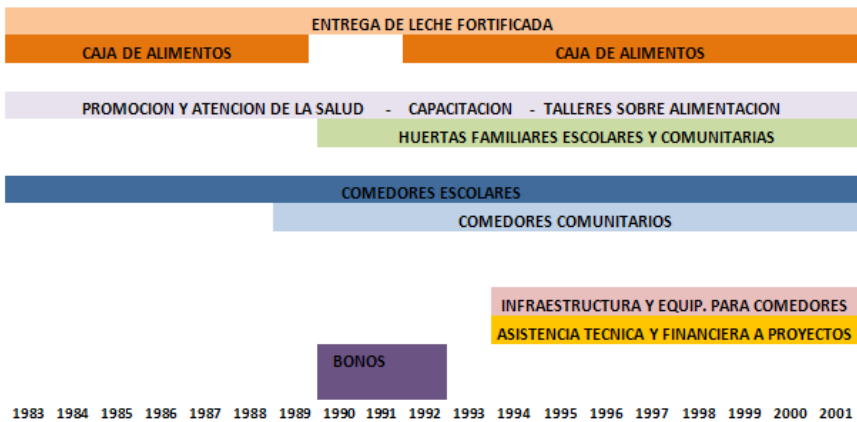 ENTREGA DE LECHE FORTIFICADA
CAJA DE ALIMENTOS CAJA DE ALIMENTOS
PROMOCION Y ATENCION DE LA SALUD - CAPACITACION - TALLERES SOBRE ALIMENTACION
HUERTAS FAMILIARES ESCOLARES Y COMUNITARIAS
COMEDORES ESCOLARES
COMEDORES COMUNITARIOS
INFRAESTRUCTURA Y EQUIP. PARA COMEDORES
ASISTENCIA TECNICA Y FINANCIERA A PROYECTOS
BONOS
1983 1984 1985 1986 1987 1988 1989 1990 1991 1992 1993 1994 1995 1996 1997 1998 1999 2000 2001